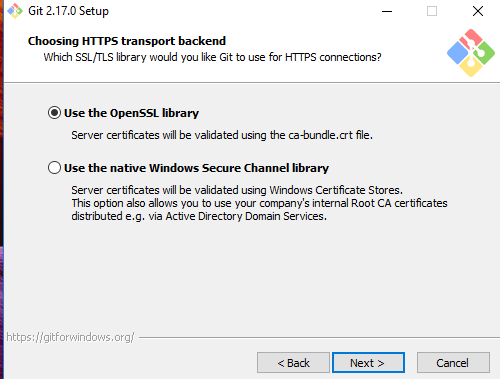 Git 2.17.0 Setup
Choosing HTTPS transport backend
Which SSL/TLS library would you like Git to use for HTTPS connections?
Use the OpenSSL library
Server certificates will be validated using the ca-bundle.crt file.
Use the native Windows Secure Channel library
Server certificates will be validated using Windows Certificate Stores.
This option also allows you to use your company's internal Root CA certificates
distributed e.g. via Active Directory Domain Services.
https://gitforwindows.org/
< Back Next > Cancel